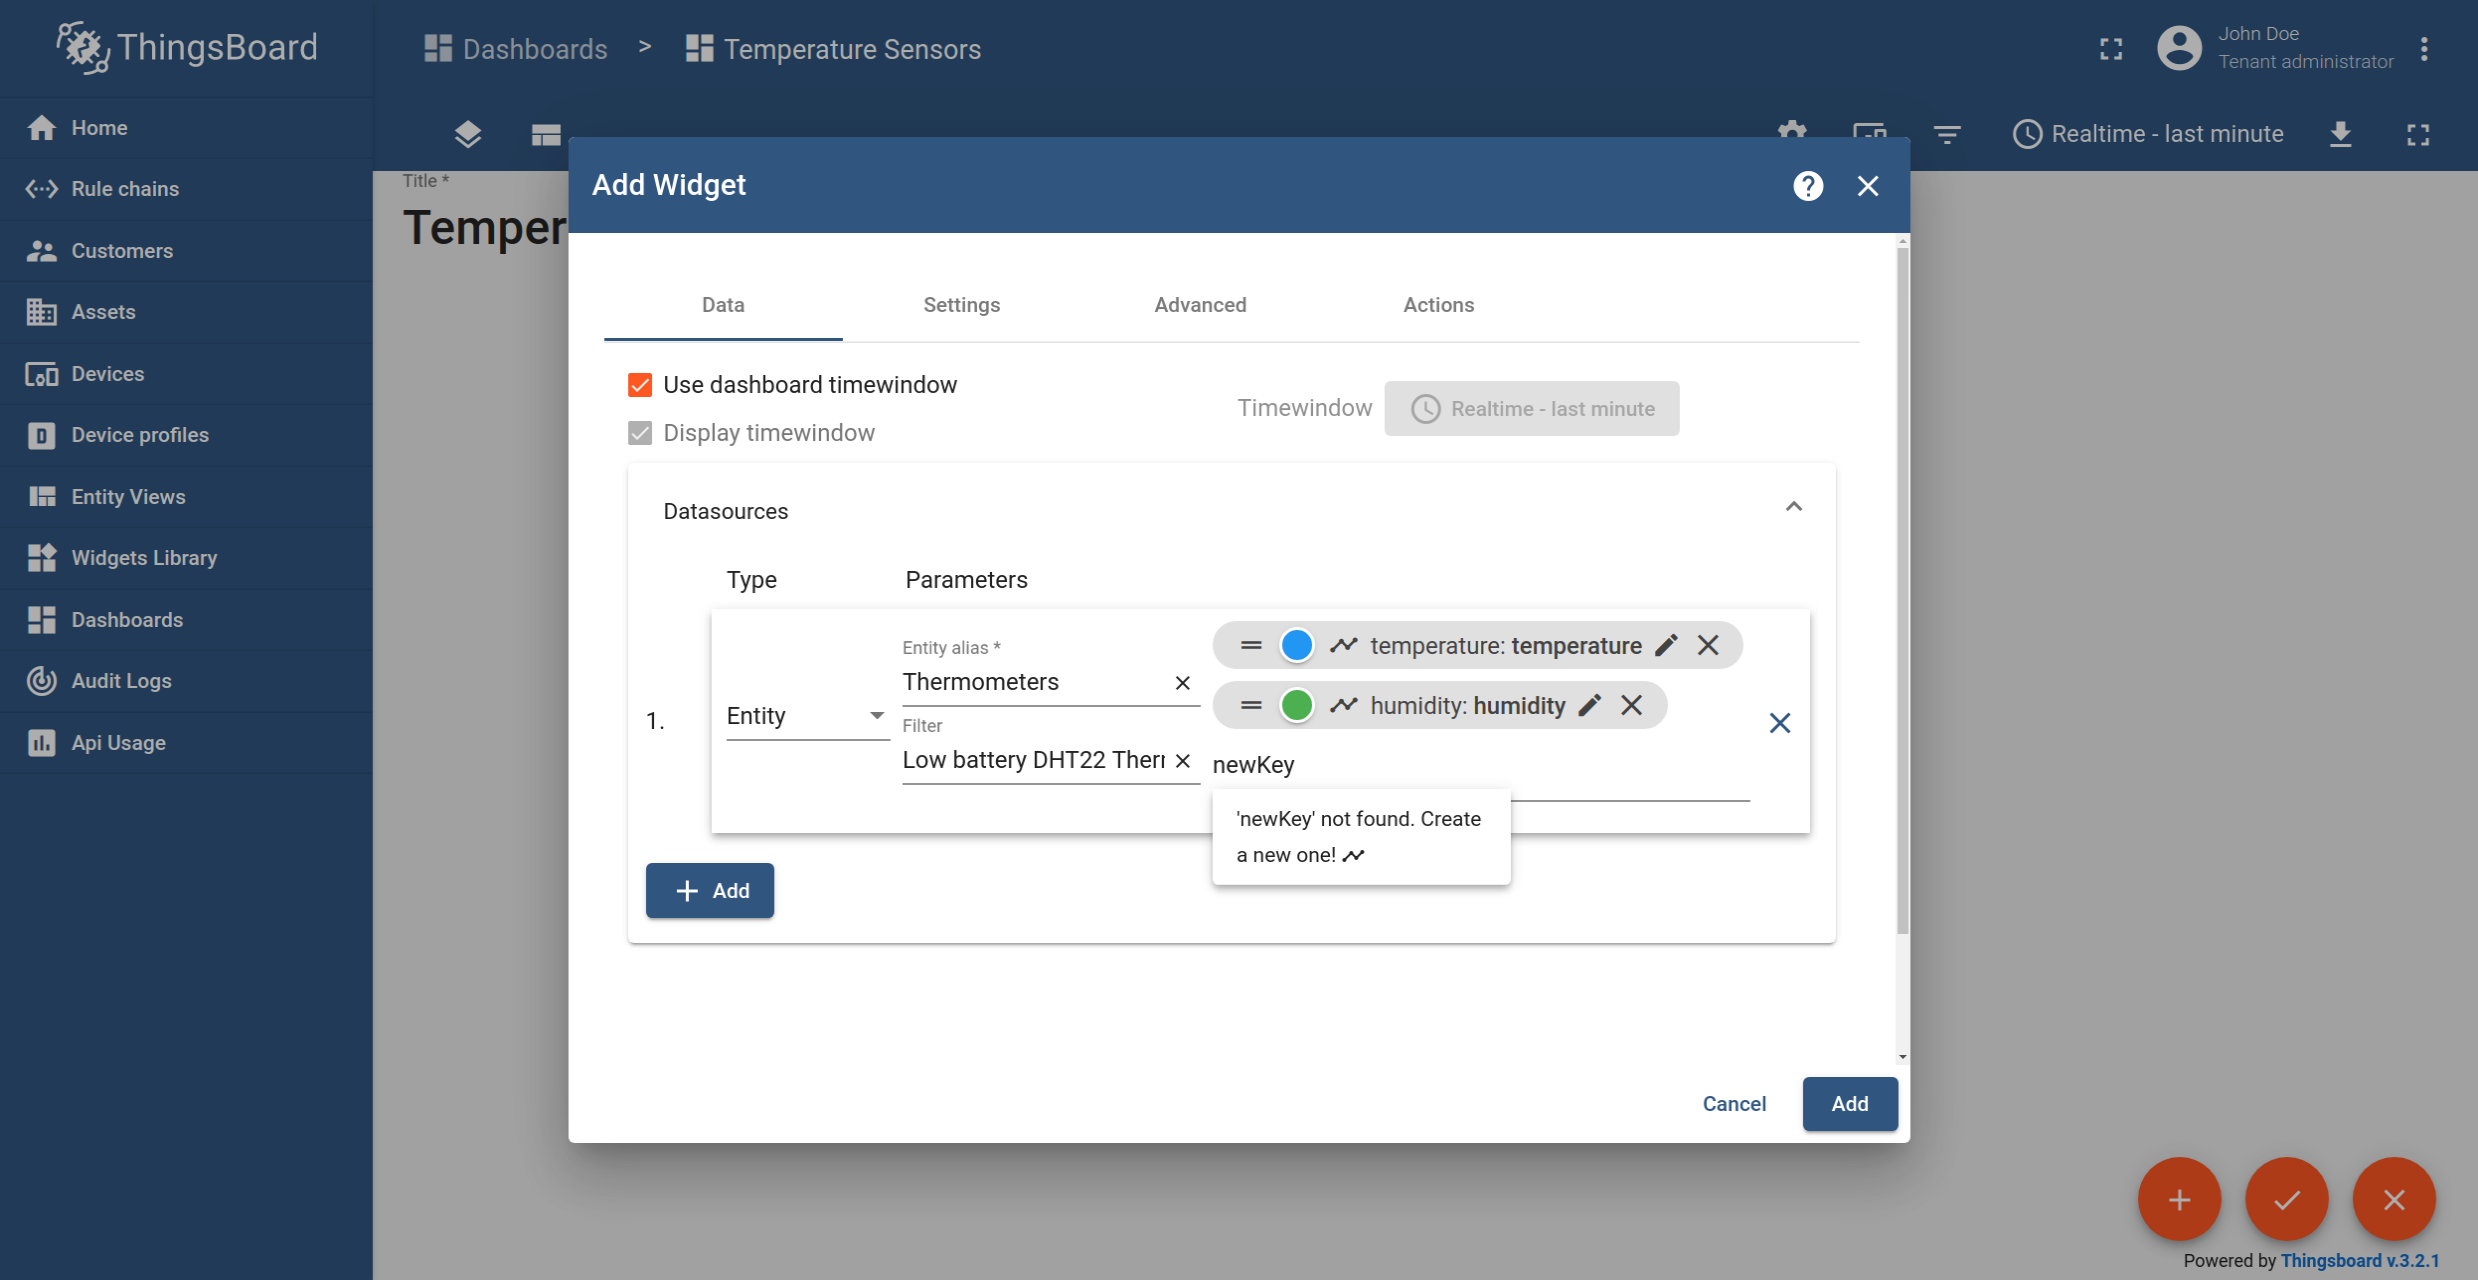 ThingsBoard
Dashboards > Temperature Sensors
John Doe
Tenant administrator
Home
Rule chains
Customers
Assets
Devices
Device profiles
Entity Views
Widgets Library
Dashboards
Audit Logs
Api Usage
Realtime - last minute
Title *
Temper
Add Widget
Data Settings Advanced Actions
Use dashboard timewindow
Display timewindow
Timewindow Realtime - last minute
Datasources
Type Parameters
1.
Entity
Entity alias *
Thermometers
Filter
Low battery DHT22 Ther
temperature: temperature
humidity: humidity
newKey
'newKey' not found. Create
a new one!
Add
Cancel Add
Powered by Thingsboard v.3.2.1